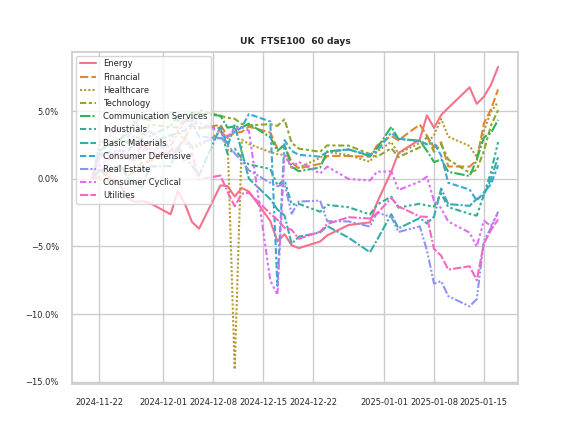 UK  FTSE100  60 days
Energy
Financial
Healthcare
Technology
Communication Services
Industrials
Basic Materials
Consumer Defensive
Real Estate
Consumer Cyclical
Utilities
5.0%
0.0%
−5.0%
−10.0%
−15.0%
2024-11-22 2024-12-01 2024-12-08 2024-12-15 2024-12-22 2025-01-01 2025-01-08 2025-01-15